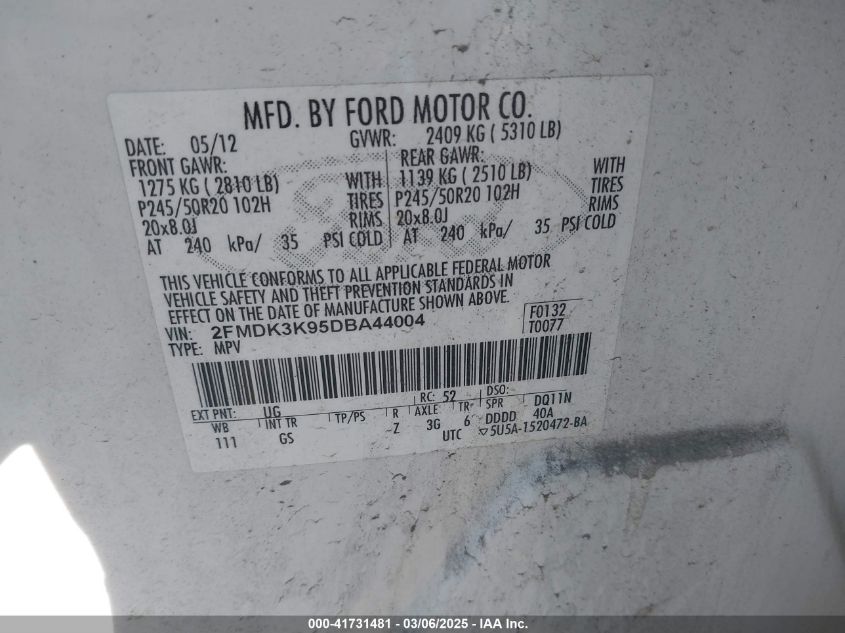 MFD. BY FORD MOTOR CO.
DATE: 05/12 GVWR: 2409 KG ( 5310 LB)
FRONT GAWR: REAR GAWR:
1275 KG ( 2810 LB) WITH 1139 KG ( 2510 LB) WITH
P245/50R20 102H TIRES P245/50R20 102H TIRES
20x8.0J RIMS 20x8.0J RIMS
AT 240 kPa/ 35 PSI COLD AT 240 kPa/ 35 PSI COLD
THIS VEHICLE CONFORMS TO ALL APPLICABLE FEDERAL MOTOR
VEHICLE SAFETY AND THEFT PREVENTION STANDARDS IN
EFFECT ON THE DATE OF MANUFACTURE SHOWN ABOVE.
VIN: 2FMDK3K95DBA44004 F0132
TYPE: MPV T0077
EXT PNT: UG RC: 52 DSO:
WB INT TR TP/PS R AXLE TR SPR DQ11N
111 GS -Z 3G 6 DDDD 40A
UTC 5U5A-1520472-BA
000-41731481 - 03/06/2025 - IAA Inc.